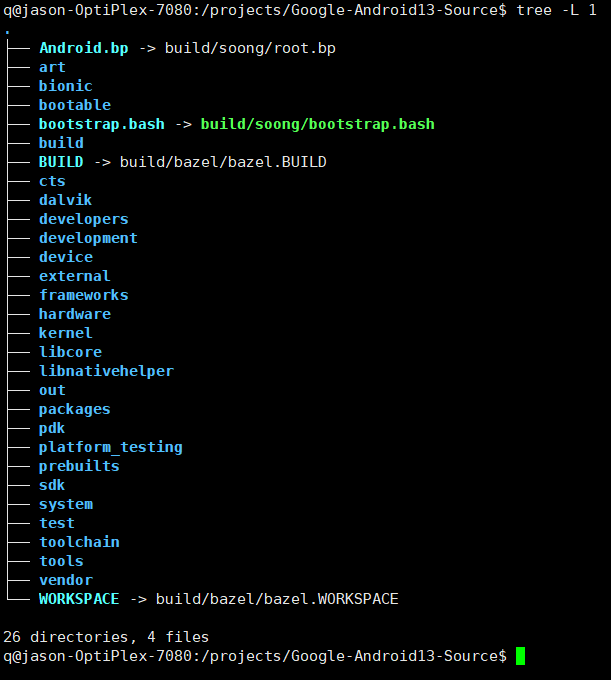 q@jason-OptiPlex-7080:/projects/Google-Android13-Source$ tree -L 1
.
├── Android.bp -> build/soong/root.bp
├── art
├── bionic
├── bootable
├── bootstrap.bash -> build/soong/bootstrap.bash
├── build
├── BUILD -> build/bazel/bazel.BUILD
├── cts
├── dalvik
├── developers
├── development
├── device
├── external
├── frameworks
├── hardware
├── kernel
├── libcore
├── libnativehelper
├── out
├── packages
├── pdk
├── platform_testing
├── prebuilts
├── sdk
├── system
├── test
├── toolchain
├── tools
├── vendor
└── WORKSPACE -> build/bazel/bazel.WORKSPACE
26 directories, 4 files
q@jason-OptiPlex-7080:/projects/Google-Android13-Source$